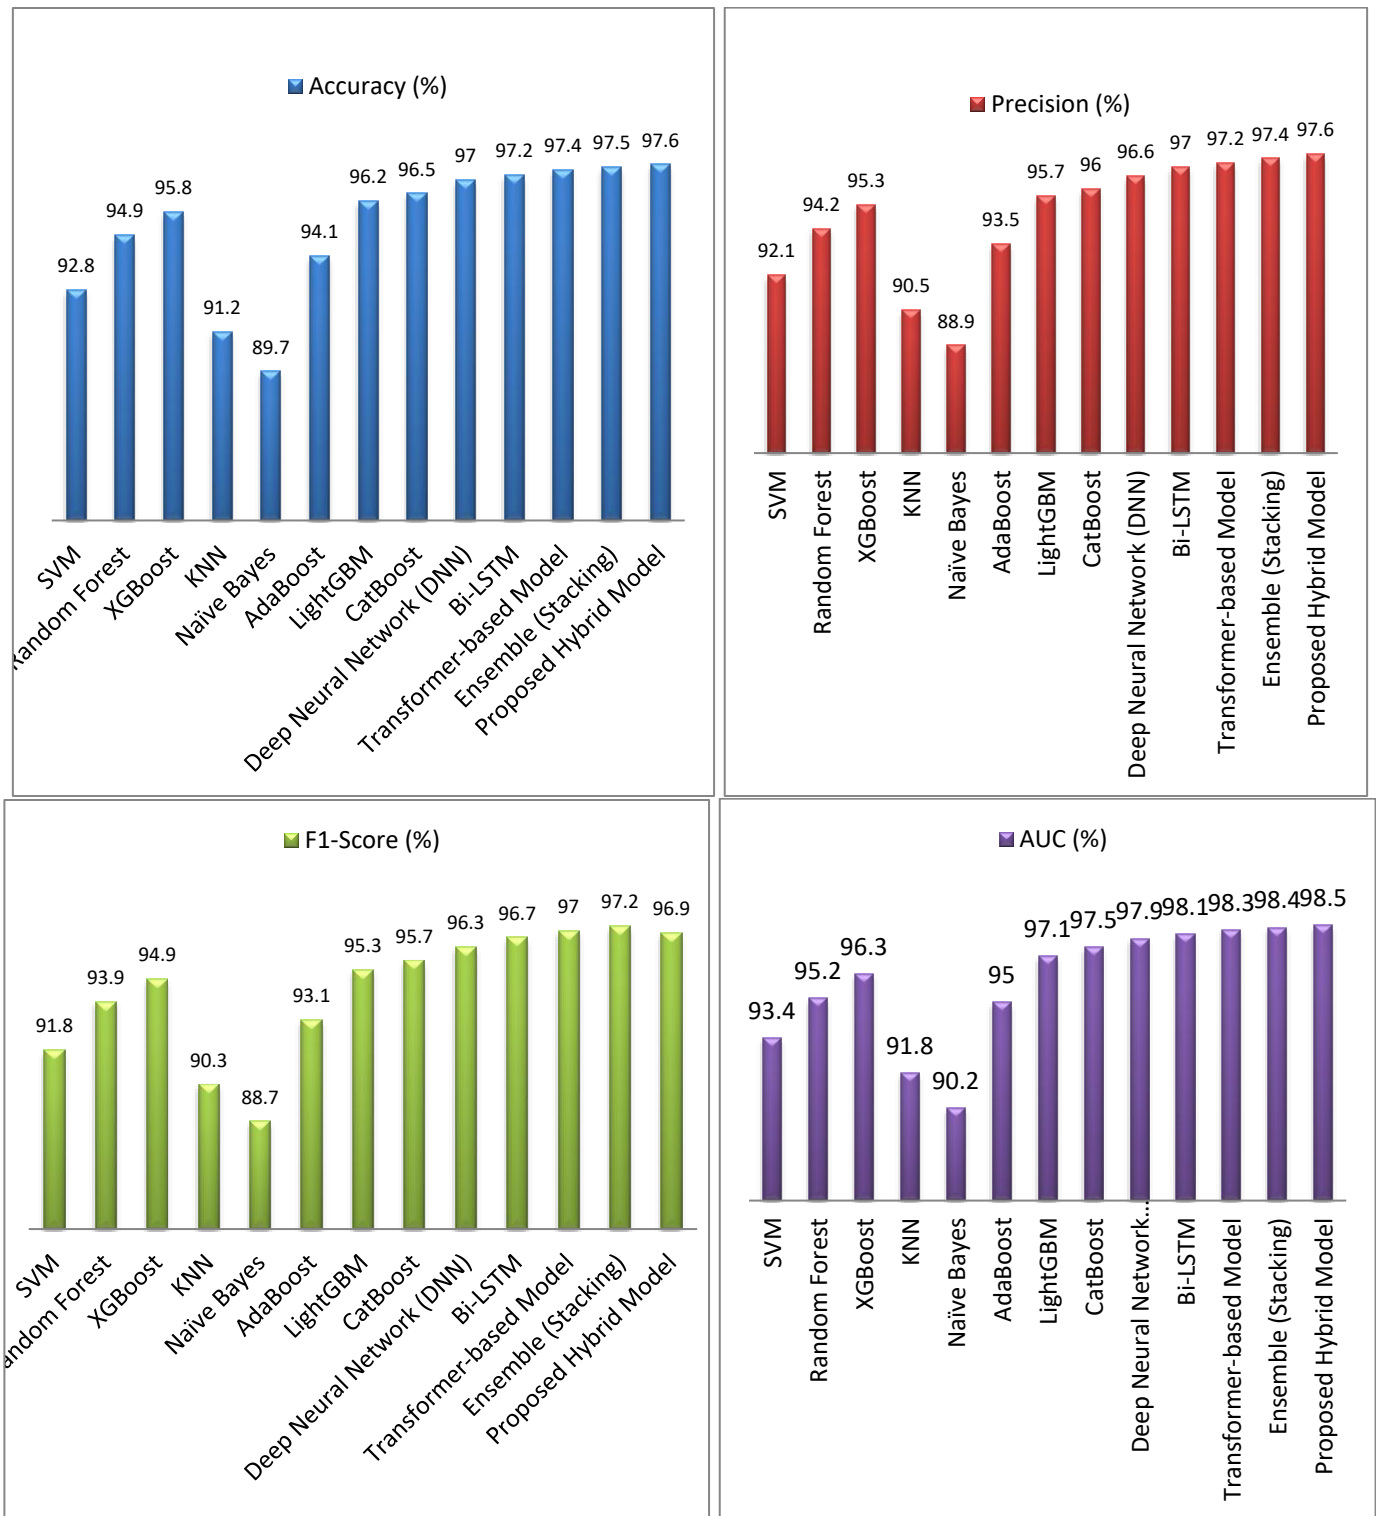 Accuracy (%)
92.8
94.9
95.8
91.2
89.7
94.1
96.2
96.5
97
97.2
97.4
97.5
97.6
SVM
Random Forest
XGBoost
KNN
Naïve Bayes
AdaBoost
LightGBM
CatBoost
Deep Neural Network (DNN)
Bi-LSTM
Transformer-based Model
Ensemble (Stacking)
Proposed Hybrid Model
Precision (%)
92.1
94.2
95.3
90.5
88.9
93.5
95.7
96
96.6
97
97.2
97.4
97.6
SVM
Random Forest
XGBoost
KNN
Naïve Bayes
AdaBoost
LightGBM
CatBoost
Deep Neural Network (DNN)
Bi-LSTM
Transformer-based Model
Ensemble (Stacking)
Proposed Hybrid Model
F1-Score (%)
91.8
93.9
94.9
90.3
88.7
93.1
95.3
95.7
96.3
96.7
97
97.2
96.9
SVM
andom Forest
XGBoost
KNN
Naïve Bayes
AdaBoost
LightGBM
CatBoost
Deep Neural Network (DNN)
Bi-LSTM
Transformer-based Model
Ensemble (Stacking)
Proposed Hybrid Model
AUC (%)
93.4
95.2
96.3
91.8
90.2
95
97.1
97.5
97.9
98.1
98.3
98.4
98.5
SVM
Random Forest
XGBoost
KNN
Naïve Bayes
AdaBoost
LightGBM
CatBoost
Deep Neural Network...
Bi-LSTM
Transformer-based Model
Ensemble (Stacking)
Proposed Hybrid Model